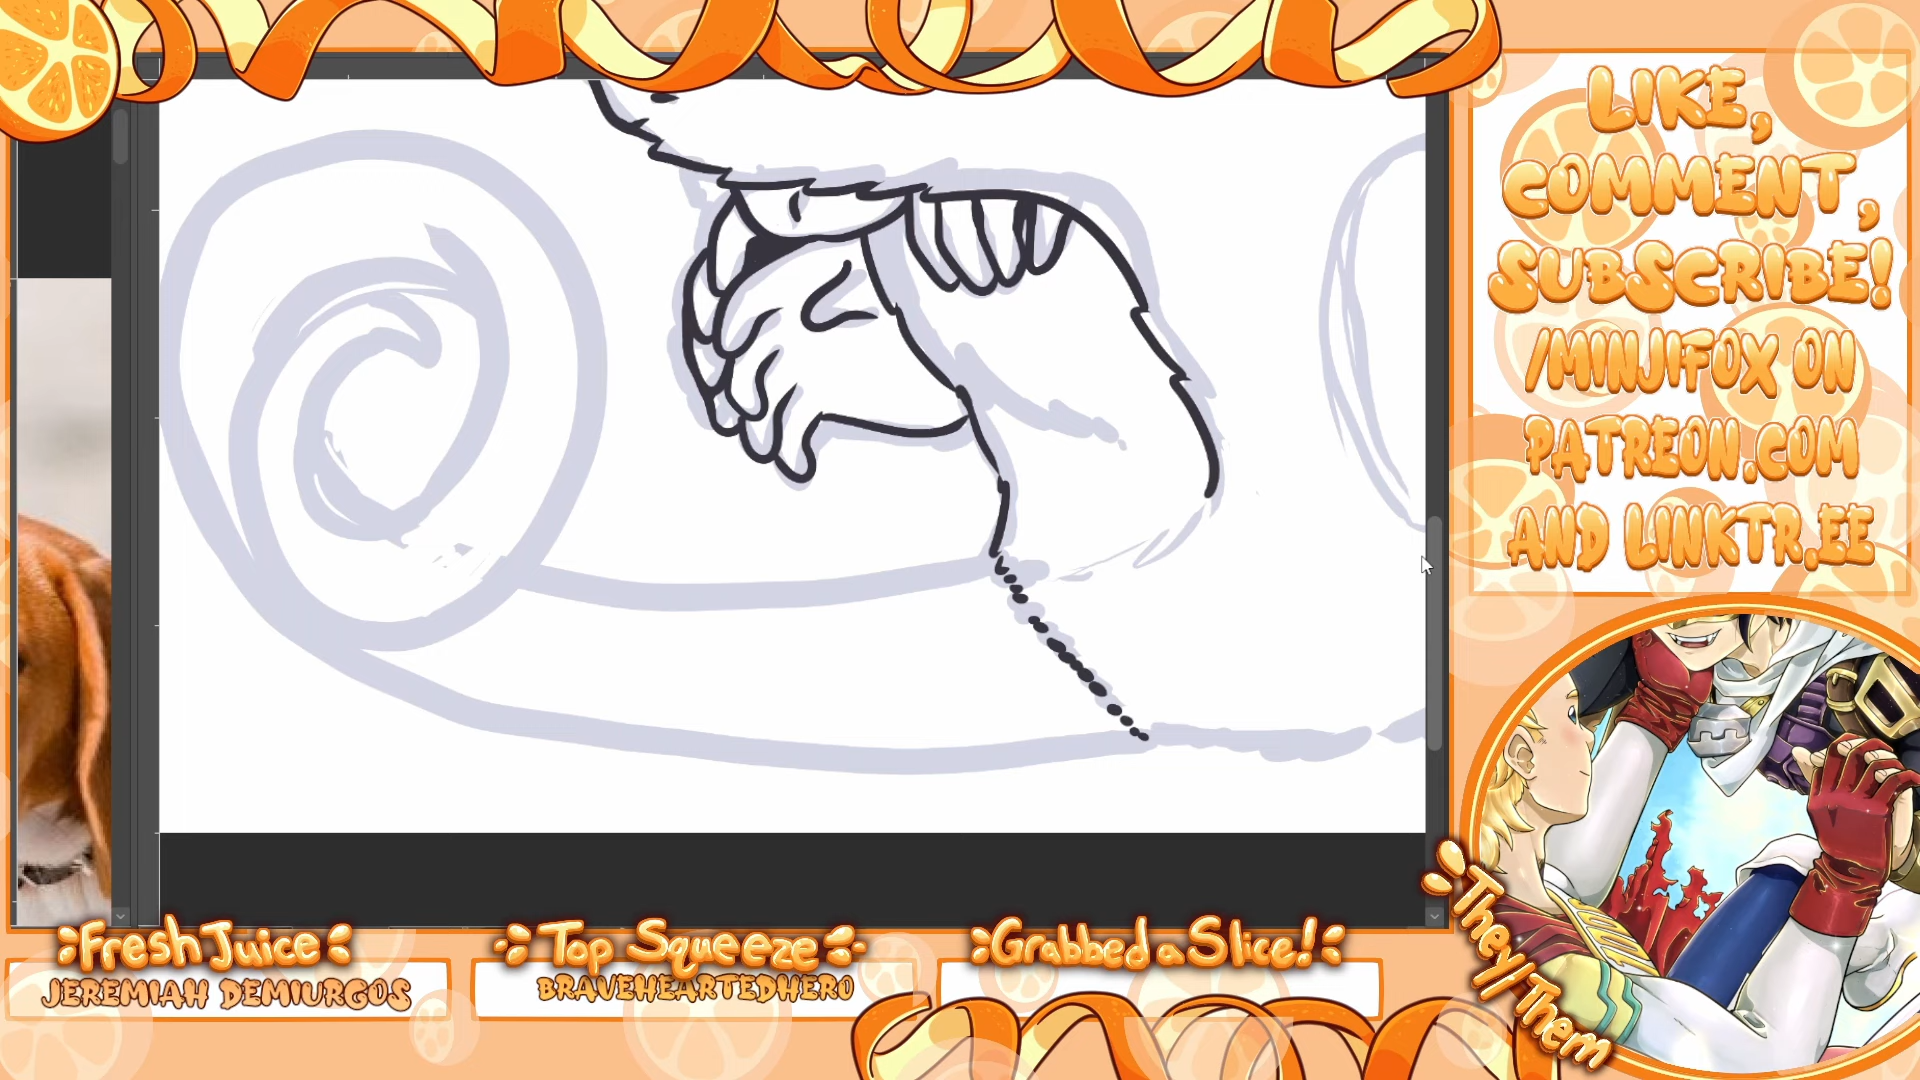 LIKE,
COMMENT,
SUBSCRIBE!
/MINJIFOX ON
PATREON.COM
AND LINKTR.EE
They/Them
Fresh Juice
JEREMIAH DEMIURGOS
Top Squeeze
BRAVEHEARTEDHERO
Grabbed a Slice!